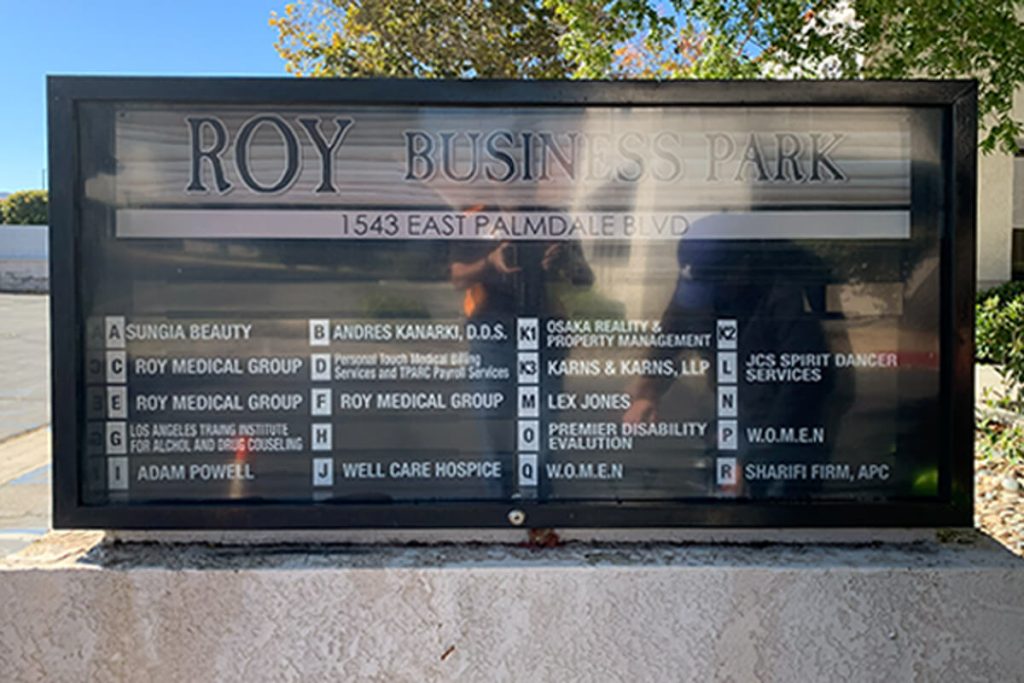 ROY BUSINESS PARK
1543 EAST PALMDALE BLVD
A SUNGIA BEAUTY
B ANDRES KANARKI, D.D.S.
K1 OSAKA REALITY &
PROPERTY MANAGEMENT
K2
C ROY MEDICAL GROUP
D Personal Touch Medical Billing
Services and TPARC Payroll Services
K3 KARNS & KARNS, LLP
L JCS SPIRIT DANCER
SERVICES
E ROY MEDICAL GROUP
F ROY MEDICAL GROUP
M LEX JONES
N
G LOS ANGELES TRAING INSTITUTE
FOR ALCHOL AND DRUG COUSELING
H
O PREMIER DISABILITY
EVALUTION
P W.O.M.E.N
I ADAM POWELL
J WELL CARE HOSPICE
Q W.O.M.E.N
R SHARIFI FIRM, APC